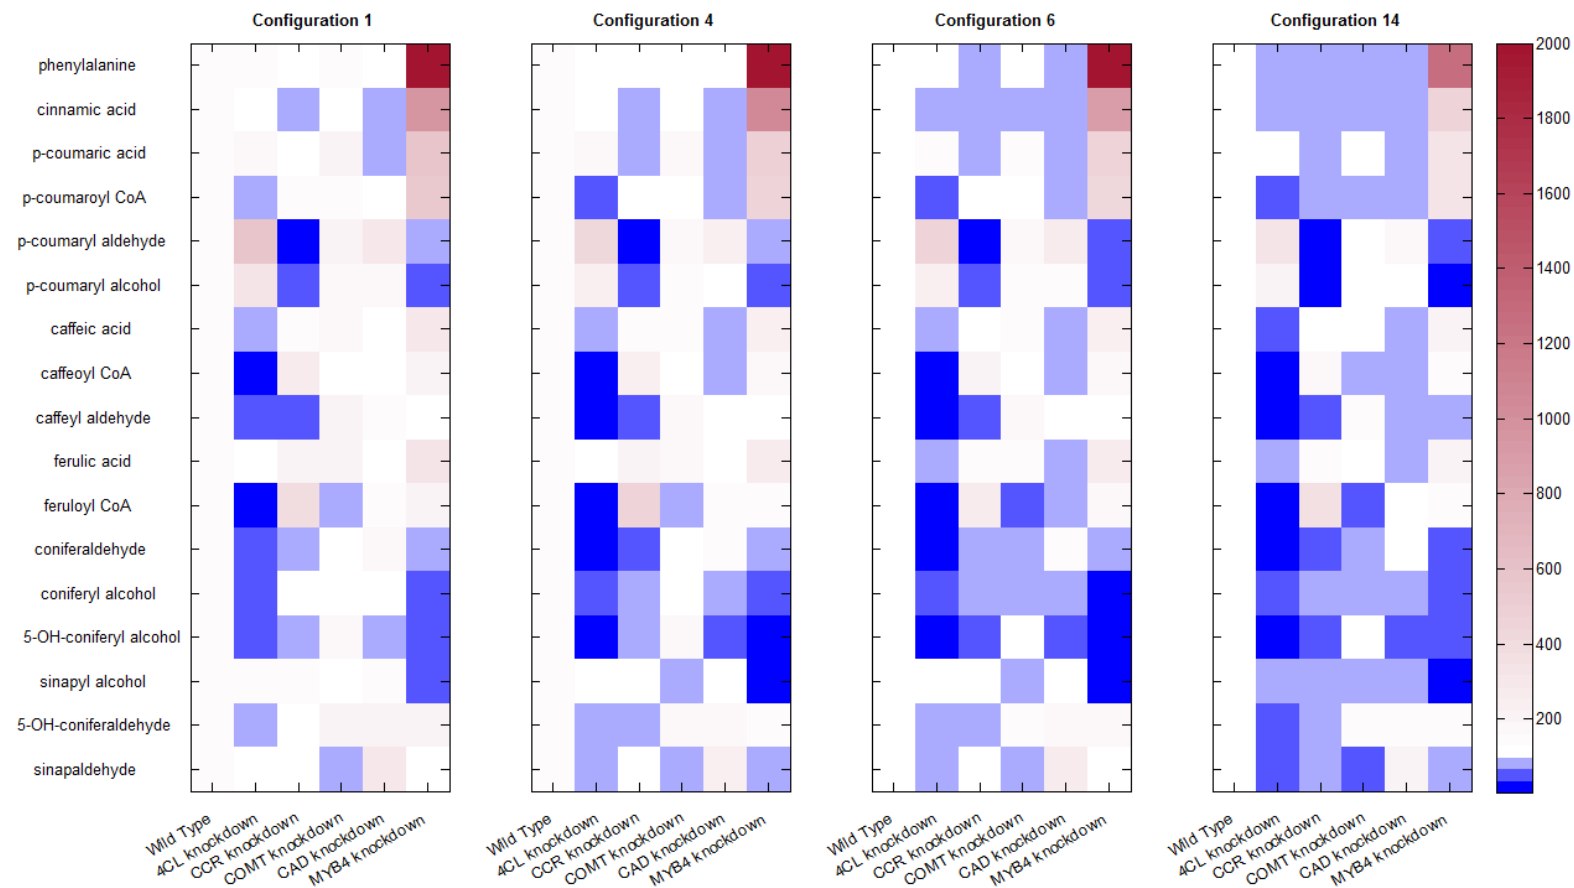 Configuration 1
Configuration 4
Configuration 6
Configuration 14
phenylalanine
cinnamic acid
p-coumaric acid
p-coumaroyl CoA
p-coumaryl aldehyde
p-coumaryl alcohol
caffeic acid
caffeoyl CoA
caffeyl aldehyde
ferulic acid
feruloyl CoA
coniferaldehyde
coniferyl alcohol
5-OH-coniferyl alcohol
sinapyl alcohol
5-OH-coniferaldehyde
sinapaldehyde
Wild Type
4CL knockdown
CCR knockdown
COMT knockdown
CAD knockdown
MYB4 knockdown
Wild Type
4CL knockdown
CCR knockdown
COMT knockdown
CAD knockdown
MYB4 knockdown
Wild Type
4CL knockdown
CCR knockdown
COMT knockdown
CAD knockdown
MYB4 knockdown
Wild Type
4CL knockdown
CCR knockdown
COMT knockdown
CAD knockdown
MYB4 knockdown
2000
1800
1600
1400
1200
1000
800
600
400
200